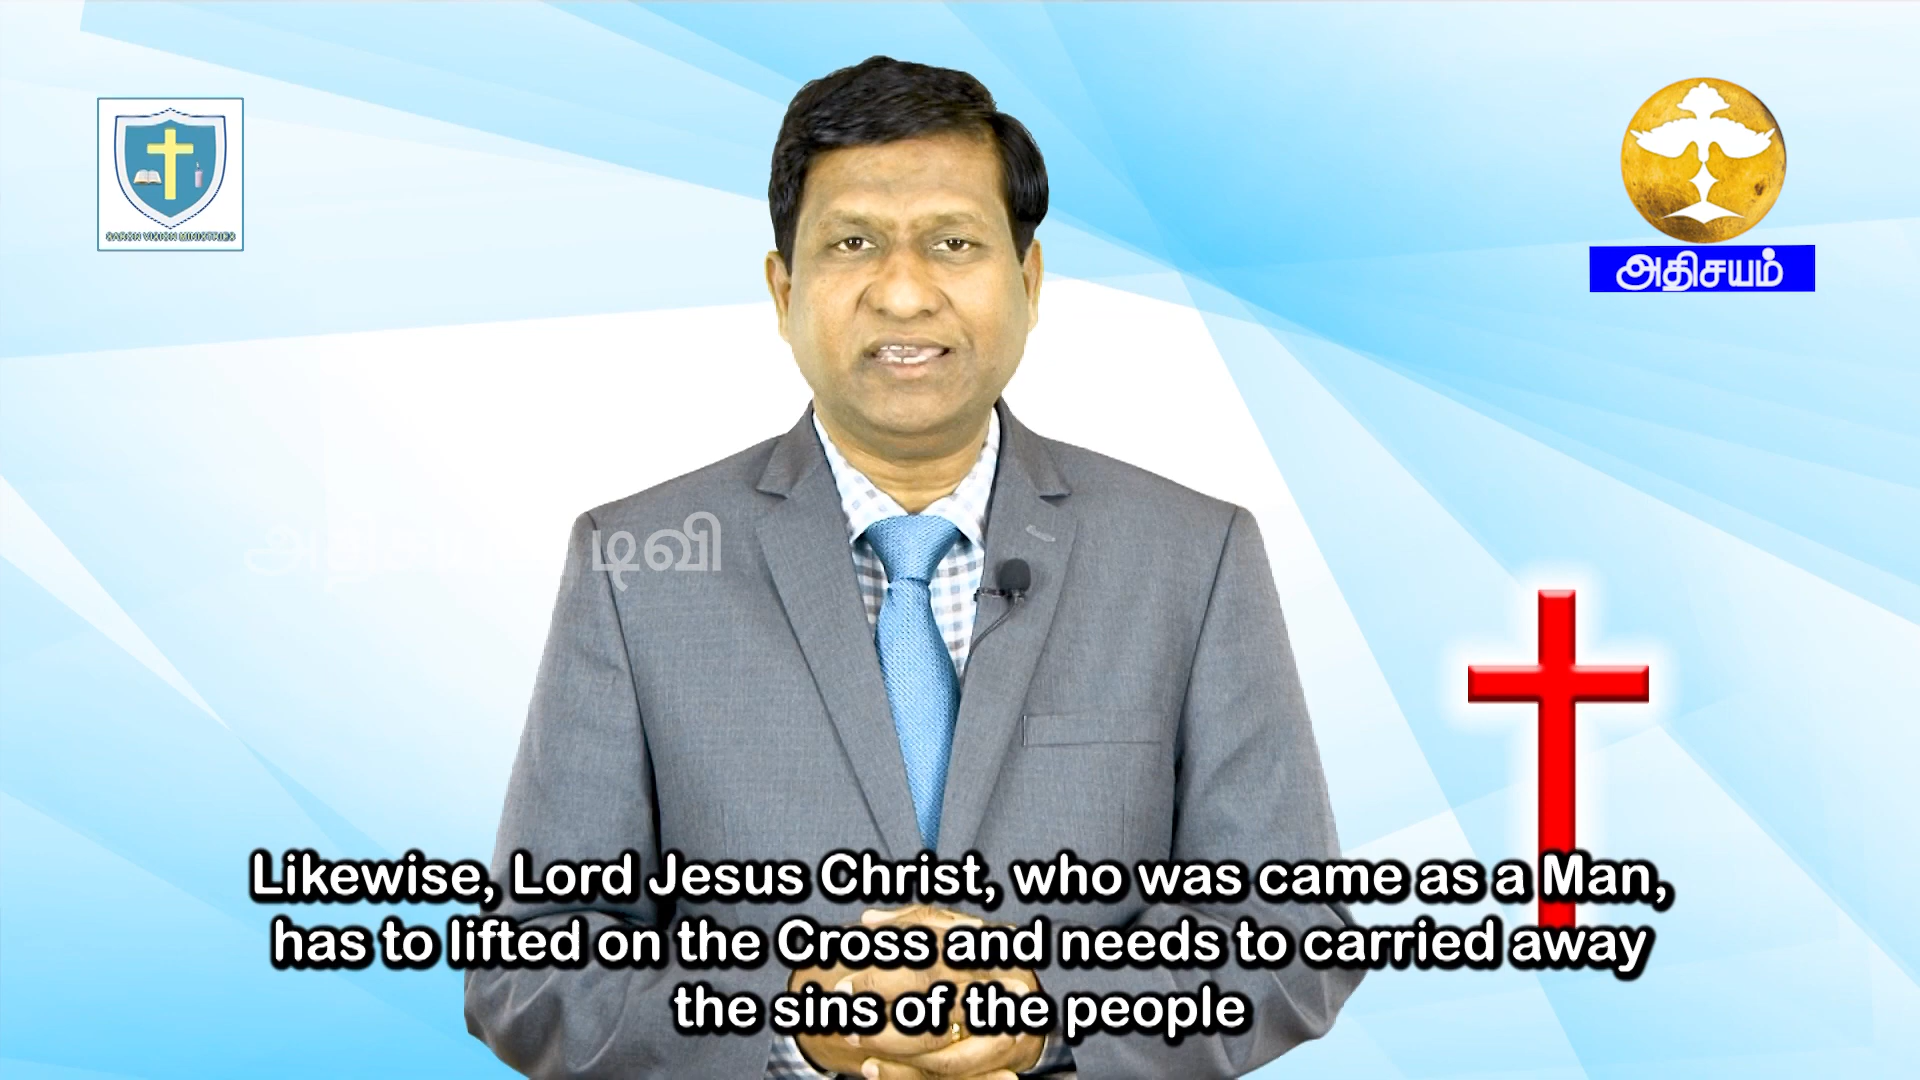 அதிசயம்
டிவி
Likewise, Lord Jesus Christ, who was came as a Man,
has to lifted on the Cross and needs to carried away
the sins of the people